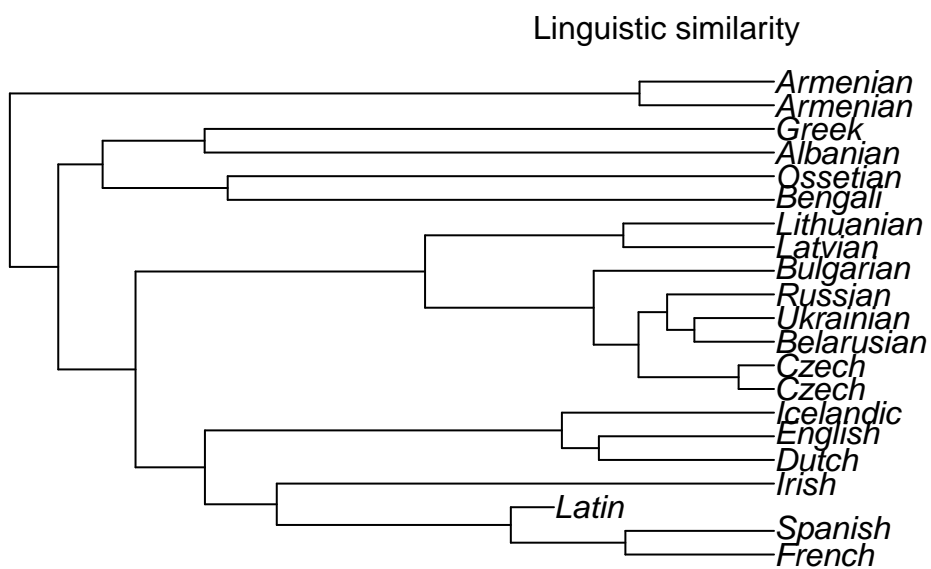 Linguistic similarity
Armenian
Armenian
Greek
Albanian
Ossetian
Bengali
Lithuanian
Latvian
Bulgarian
Russian
Ukrainian
Belarusian
Czech
Czech
Icelandic
English
Dutch
Irish
Latin
Spanish
French